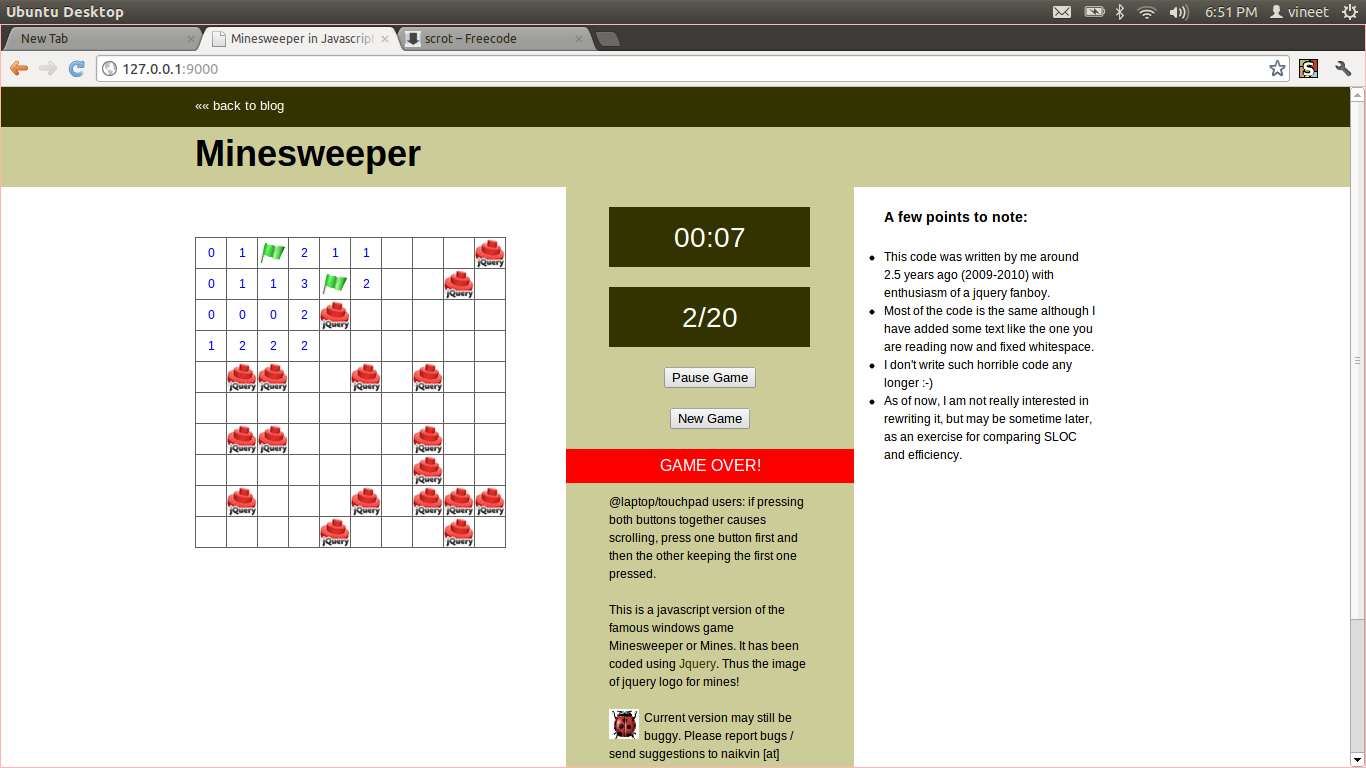 Ubuntu Desktop
6:51 PM
vineet
New Tab
Minesweeper in Javascript
scrot – Freecode
127.0.0.1:9000
«« back to blog
Minesweeper
0 1 2 1 1 jQuery
0 1 1 3 2 jQuery
0 0 0 2 jQuery
1 2 2 2
jQuery jQuery jQuery jQuery
jQuery jQuery jQuery
jQuery
jQuery jQuery jQuery jQuery jQuery
jQuery jQuery
00:07
2/20
Pause Game
New Game
GAME OVER!
@laptop/touchpad users: if pressing
both buttons together causes
scrolling, press one button first and
then the other keeping the first one
pressed.
This is a javascript version of the
famous windows game
Minesweeper or Mines. It has been
coded using Jquery. Thus the image
of jquery logo for mines!
Current version may still be
buggy. Please report bugs /
send suggestions to naikvin [at]
A few points to note:
This code was written by me around
2.5 years ago (2009-2010) with
enthusiasm of a jquery fanboy.
Most of the code is the same although I
have added some text like the one you
are reading now and fixed whitespace.
I don't write such horrible code any
longer :-)
As of now, I am not really interested in
rewriting it, but may be sometime later,
as an exercise for comparing SLOC
and efficiency.